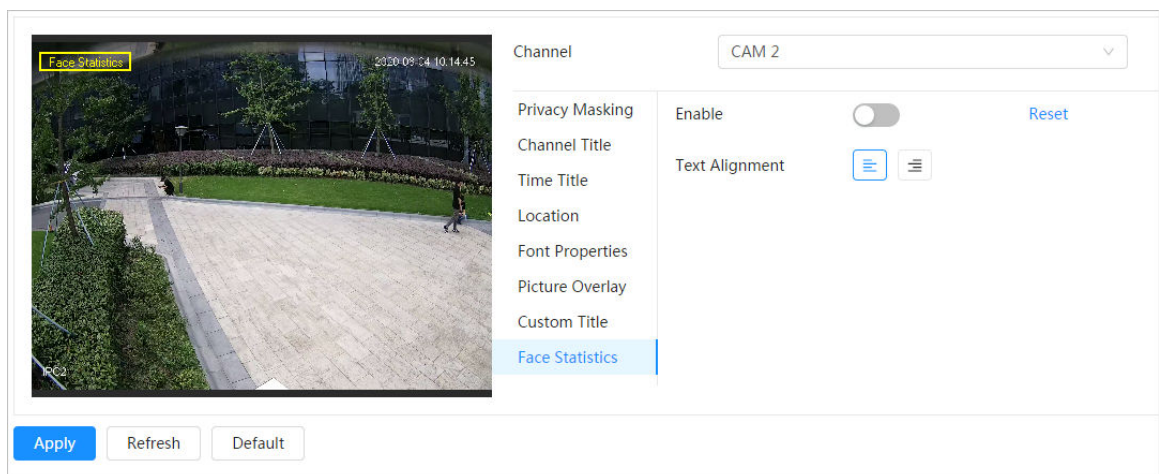 Face Statistics
2020-09-04 10:14:45
IPC2
Channel
CAM 2
Privacy Masking
Channel Title
Time Title
Location
Font Properties
Picture Overlay
Custom Title
Face Statistics
Enable
Reset
Text Alignment
Apply
Refresh
Default